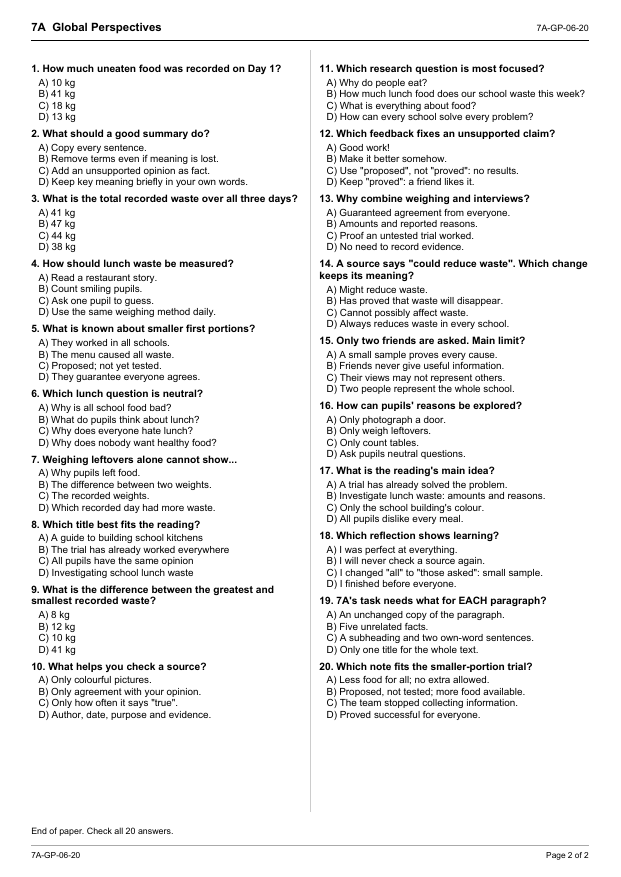 7A Global Perspectives
7A-GP-06-20
1. How much uneaten food was recorded on Day 1?
A) 10 kg
B) 41 kg
C) 18 kg
D) 13 kg
2. What should a good summary do?
A) Copy every sentence.
B) Remove terms even if meaning is lost.
C) Add an unsupported opinion as fact.
D) Keep key meaning briefly in your own words.
3. What is the total recorded waste over all three days?
A) 41 kg
B) 47 kg
C) 44 kg
D) 38 kg
4. How should lunch waste be measured?
A) Read a restaurant story.
B) Count smiling pupils.
C) Ask one pupil to guess.
D) Use the same weighing method daily.
5. What is known about smaller first portions?
A) They worked in all schools.
B) The menu caused all waste.
C) Proposed; not yet tested.
D) They guarantee everyone agrees.
6. Which lunch question is neutral?
A) Why is all school food bad?
B) What do pupils think about lunch?
C) Why does everyone hate lunch?
D) Why does nobody want healthy food?
7. Weighing leftovers alone cannot show...
A) Why pupils left food.
B) The difference between two weights.
C) The recorded weights.
D) Which recorded day had more waste.
8. Which title best fits the reading?
A) A guide to building school kitchens
B) The trial has already worked everywhere
C) All pupils have the same opinion
D) Investigating school lunch waste
9. What is the difference between the greatest and
smallest recorded waste?
A) 8 kg
B) 12 kg
C) 10 kg
D) 41 kg
10. What helps you check a source?
A) Only colourful pictures.
B) Only agreement with your opinion.
C) Only how often it says "true".
D) Author, date, purpose and evidence.
11. Which research question is most focused?
A) Why do people eat?
B) How much lunch food does our school waste this week?
C) What is everything about food?
D) How can every school solve every problem?
12. Which feedback fixes an unsupported claim?
A) Good work!
B) Make it better somehow.
C) Use "proposed", not "proved": no results.
D) Keep "proved": a friend likes it.
13. Why combine weighing and interviews?
A) Guaranteed agreement from everyone.
B) Amounts and reported reasons.
C) Proof an untested trial worked.
D) No need to record evidence.
14. A source says "could reduce waste". Which change
keeps its meaning?
A) Might reduce waste.
B) Has proved that waste will disappear.
C) Cannot possibly affect waste.
D) Always reduces waste in every school.
15. Only two friends are asked. Main limit?
A) A small sample proves every cause.
B) Friends never give useful information.
C) Their views may not represent others.
D) Two people represent the whole school.
16. How can pupils' reasons be explored?
A) Only photograph a door.
B) Only weigh leftovers.
C) Only count tables.
D) Ask pupils neutral questions.
17. What is the reading's main idea?
A) A trial has already solved the problem.
B) Investigate lunch waste: amounts and reasons.
C) Only the school building's colour.
D) All pupils dislike every meal.
18. Which reflection shows learning?
A) I was perfect at everything.
B) I will never check a source again.
C) I changed "all" to "those asked": small sample.
D) I finished before everyone.
19. 7A's task needs what for EACH paragraph?
A) An unchanged copy of the paragraph.
B) Five unrelated facts.
C) A subheading and two own-word sentences.
D) Only one title for the whole text.
20. Which note fits the smaller-portion trial?
A) Less food for all; no extra allowed.
B) Proposed, not tested; more food available.
C) The team stopped collecting information.
D) Proved successful for everyone.
End of paper. Check all 20 answers.
7A-GP-06-20
Page 2 of 2